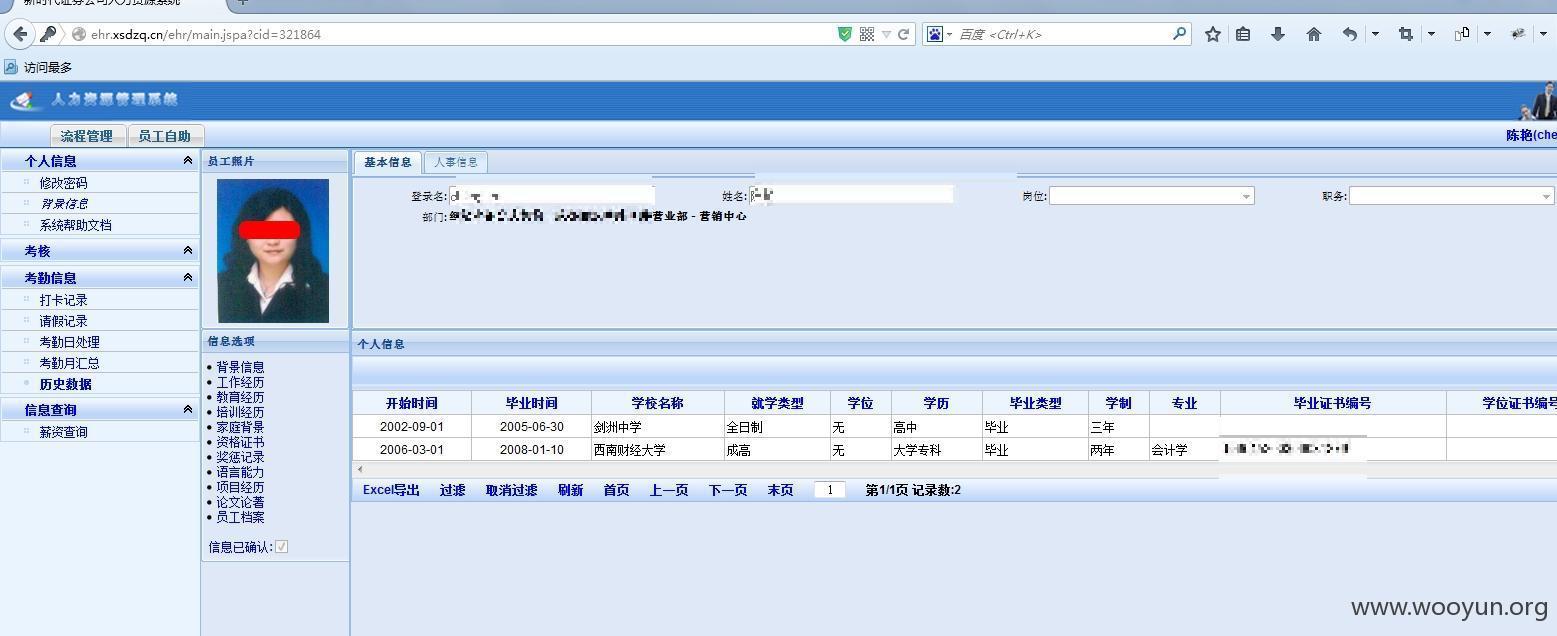 新时代证券公司人力资源系统
ehr.xsdzq.cn/ehr/main.jspa?cid=321864
百度 <Ctrl+K>
访问最多
人力资源管理系统
流程管理 员工自助
陈艳(che
个人信息
修改密码
背景信息
系统帮助文档
考核
考勤信息
打卡记录
请假记录
考勤日处理
考勤月汇总
历史数据
信息查询
薪资查询
员工照片
信息选项
背景信息
工作经历
教育经历
培训经历
家庭背景
资格证书
奖惩记录
语言能力
项目经历
论文论著
员工档案
信息已确认:
基本信息 人事信息
登录名: 姓名: 岗位: 职务:
部门: 营业部 - 营销中心
个人信息
开始时间 毕业时间 学校名称 就学类型 学位 学历 毕业类型 学制 专业 毕业证书编号 学位证书编号
2002-09-01 2005-06-30 剑州中学 全日制 无 高中 毕业 三年
2006-03-01 2008-01-10 西南财经大学 成高 无 大学专科 毕业 两年 会计学
Excel导出 过滤 取消过滤 刷新 首页 上一页 下一页 末页 1 第1/1页 记录数:2
www.wooyun.org